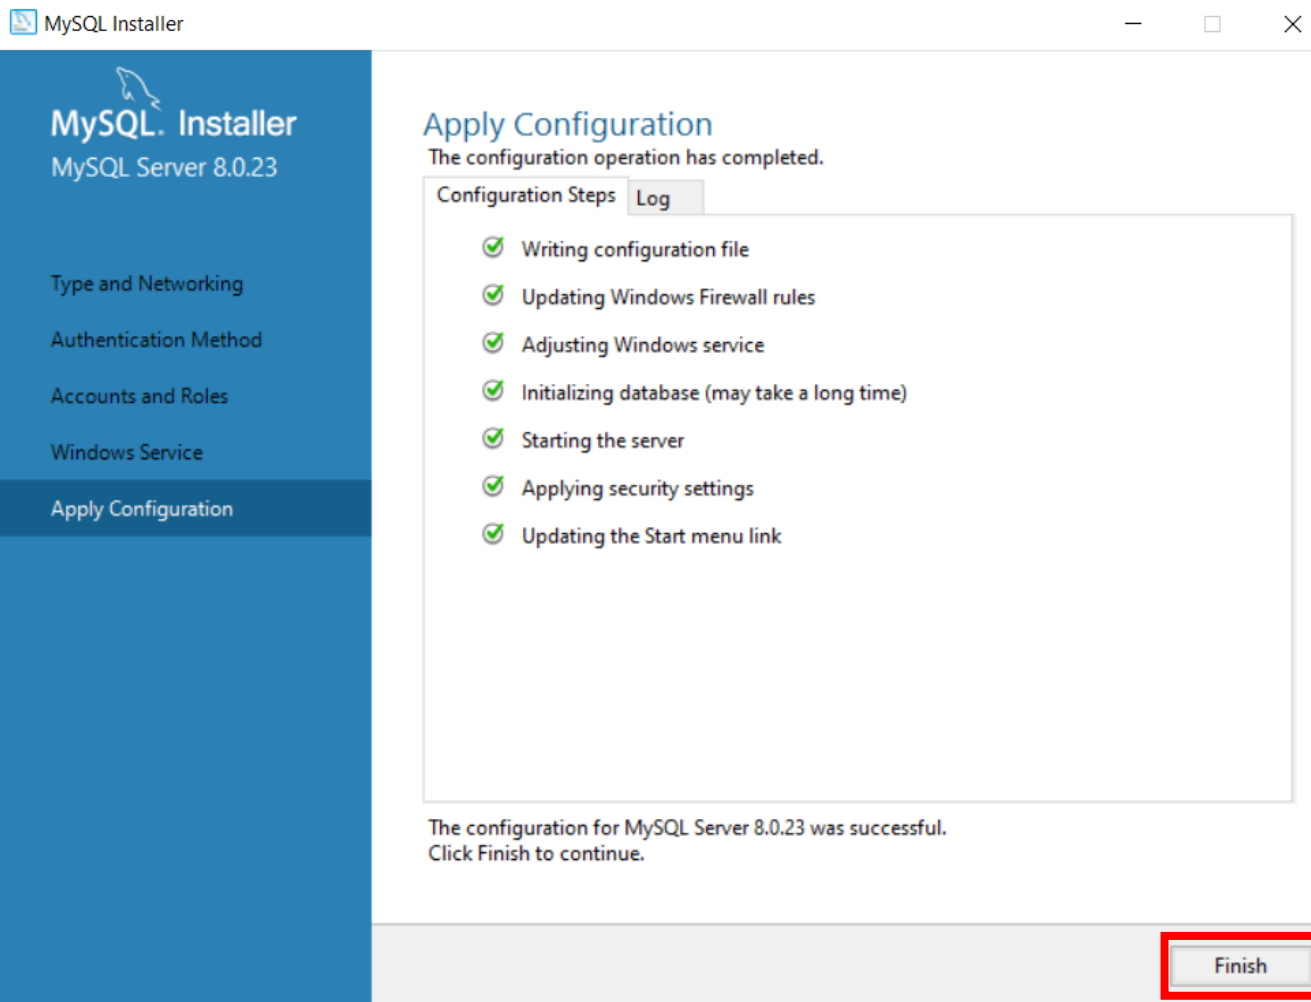 MySQL Installer
MySQL. Installer
MySQL Server 8.0.23
Type and Networking
Authentication Method
Accounts and Roles
Windows Service
Apply Configuration
Apply Configuration
The configuration operation has completed.
Configuration Steps
Log
Writing configuration file
Updating Windows Firewall rules
Adjusting Windows service
Initializing database (may take a long time)
Starting the server
Applying security settings
Updating the Start menu link
The configuration for MySQL Server 8.0.23 was successful.
Click Finish to continue.
Finish